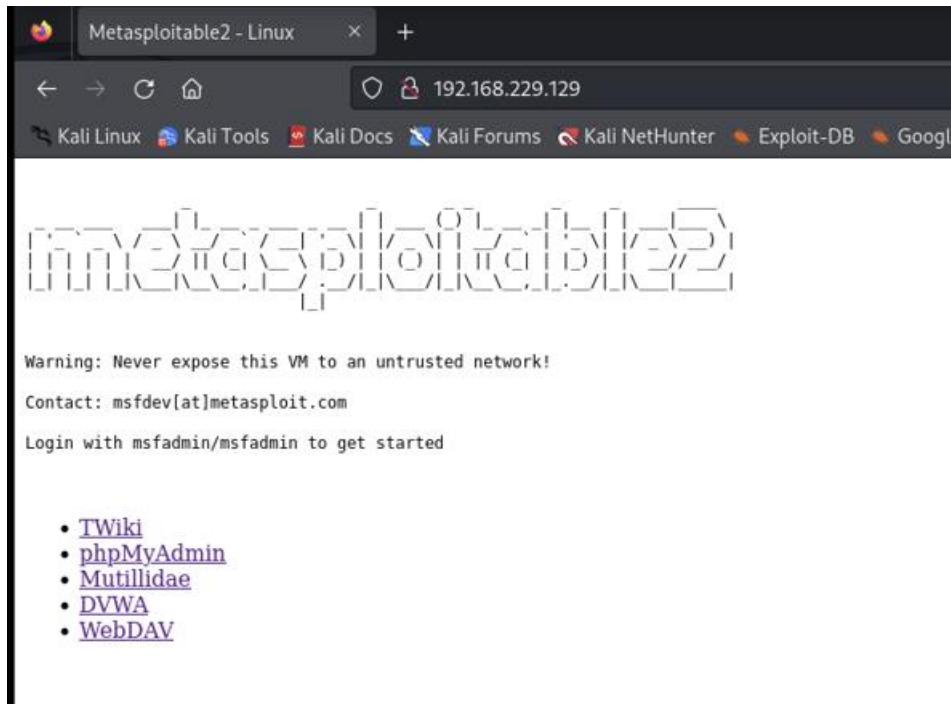 Metasploitable2 - Linux
192.168.229.129
Kali Linux Kali Tools Kali Docs Kali Forums Kali NetHunter Exploit-DB Googl
metasploitable2
Warning: Never expose this VM to an untrusted network!
Contact: msfdev[at]metasploit.com
Login with msfadmin/msfadmin to get started
TWiki
phpMyAdmin
Mutillidae
DVWA
WebDAV